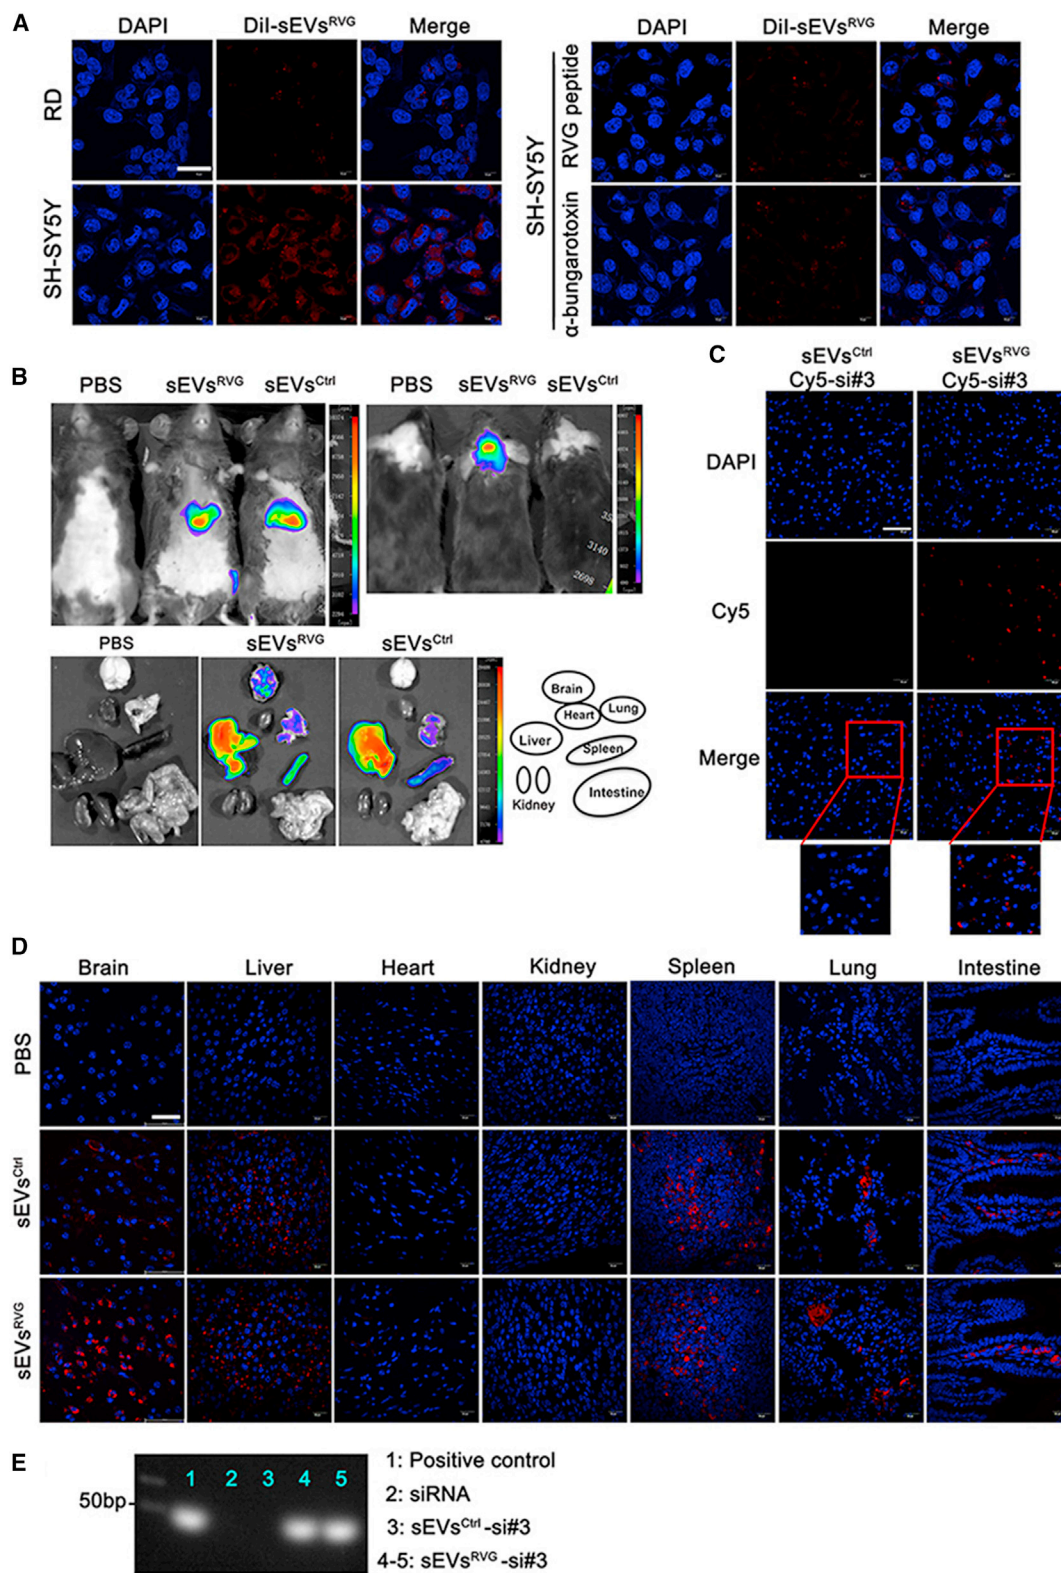 A
DAPI
DiI-sEVsRVG
Merge
RD
SH-SY5Y
DAPI
DiI-sEVsRVG
Merge
SH-SY5Y
RVG peptide
α-bungarotoxin
B
PBS
sEVsRVG
sEVsCtrl
PBS
sEVsRVG
sEVsCtrl
3140
2698
PBS
sEVsRVG
sEVsCtrl
Brain
Heart
Lung
Liver
Spleen
Kidney
Intestine
C
sEVsCtrl
Cy5-si#3
sEVsRVG
Cy5-si#3
DAPI
Cy5
Merge
D
Brain
Liver
Heart
Kidney
Spleen
Lung
Intestine
PBS
sEVsCtrl
sEVsRVG
E
50bp
1
2
3
4
5
1: Positive control
2: siRNA
3: sEVsCtrl-si#3
4-5: sEVsRVG-si#3